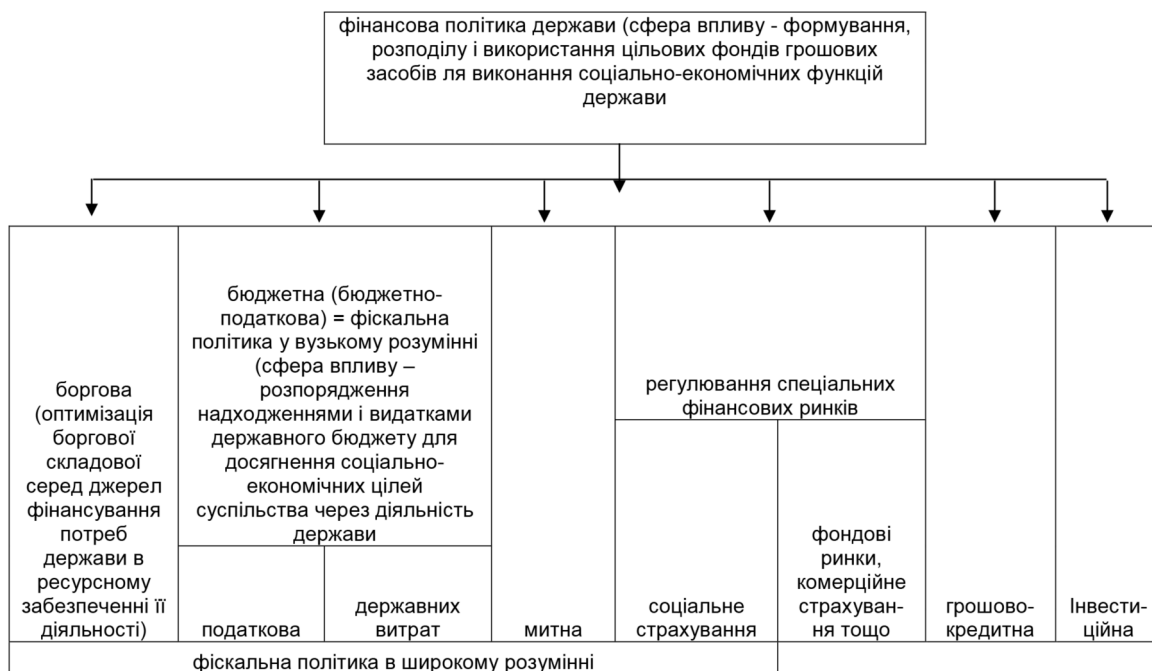 фінансова політика держави (сфера впливу - формування,
розподілу і використання цільових фондів грошових
засобів ля виконання соціально-економічних функцій
держави
боргова
(оптимізація
боргової
складової
серед джерел
фінансування
потреб
держави в
ресурсному
забезпеченні її
діяльності)
бюджетна (бюджетно-
податкова) = фіскальна
політика у вузькому розумінні
(сфера впливу –
розпорядження
надходженнями і видатками
державного бюджету для
досягнення соціально-
економічних цілей
суспільства через діяльність
держави
податкова
державних
витрат
митна
регулювання спеціальних
фінансових ринків
соціальне
страхування
фондові
ринки,
комерційне
страхуван-
ня тощо
грошово-
кредитна
Інвести-
ційна
фіскальна політика в широкому розумінні